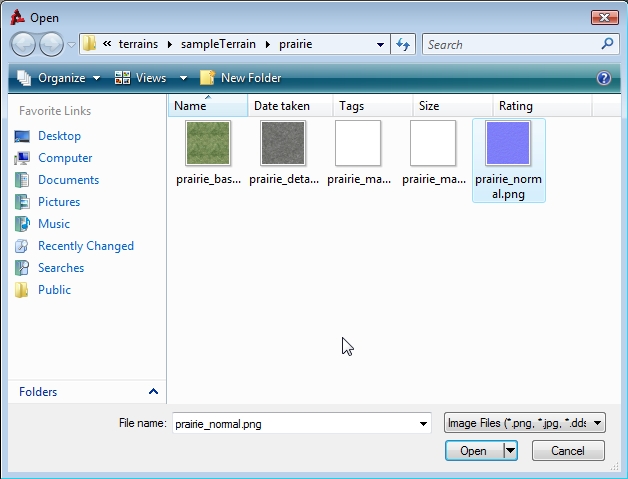 Open
« terrains ▸ sampleTerrain ▸ prairie
Search
Organize
Views
New Folder
?
Favorite Links
Desktop
Computer
Documents
Pictures
Music
Recently Changed
Searches
Public
Folders
Name Date taken Tags Size Rating
prairie_bas... prairie_deta... prairie_ma... prairie_ma... prairie_norm
al.png
File name: prairie_normal.png
Image Files (*.png, *.jpg, *.dds
Open
Cancel